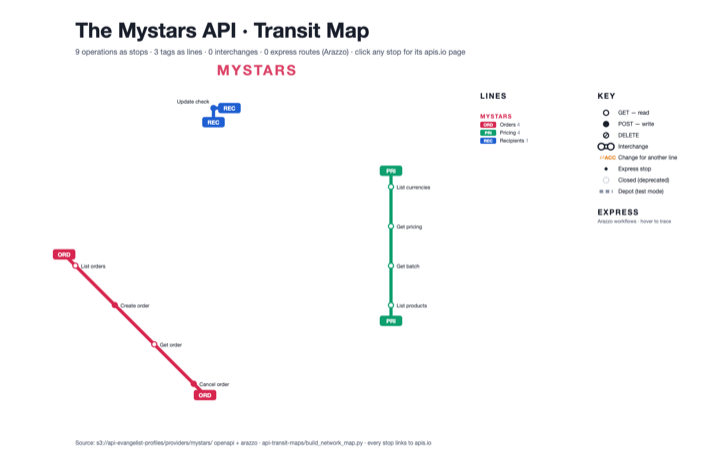 The Mystars API · Transit Map
9 operations as stops · 3 tags as lines · 0 interchanges · 0 express routes (Arazzo) · click any stop for its apis.io page
MYSTARS
Update check
REC
REC
LINES
MYSTARS
ORD Orders 4
PRI Pricing 4
REC Recipients 1
KEY
GET — read
POST — write
DELETE
Interchange
Change for another line
Express stop
Closed (deprecated)
Depot (test mode)
EXPRESS
Arazzo workflows · hover to trace
PRI
List currencies
Get pricing
Get batch
List products
PRI
ORD
List orders
Create order
Get order
Cancel order
ORD
Source: s3://api-evangelist-profiles/providers/mystars/ openapi + arazzo · api-transit-maps/build_network_map.py · every stop links to apis.io